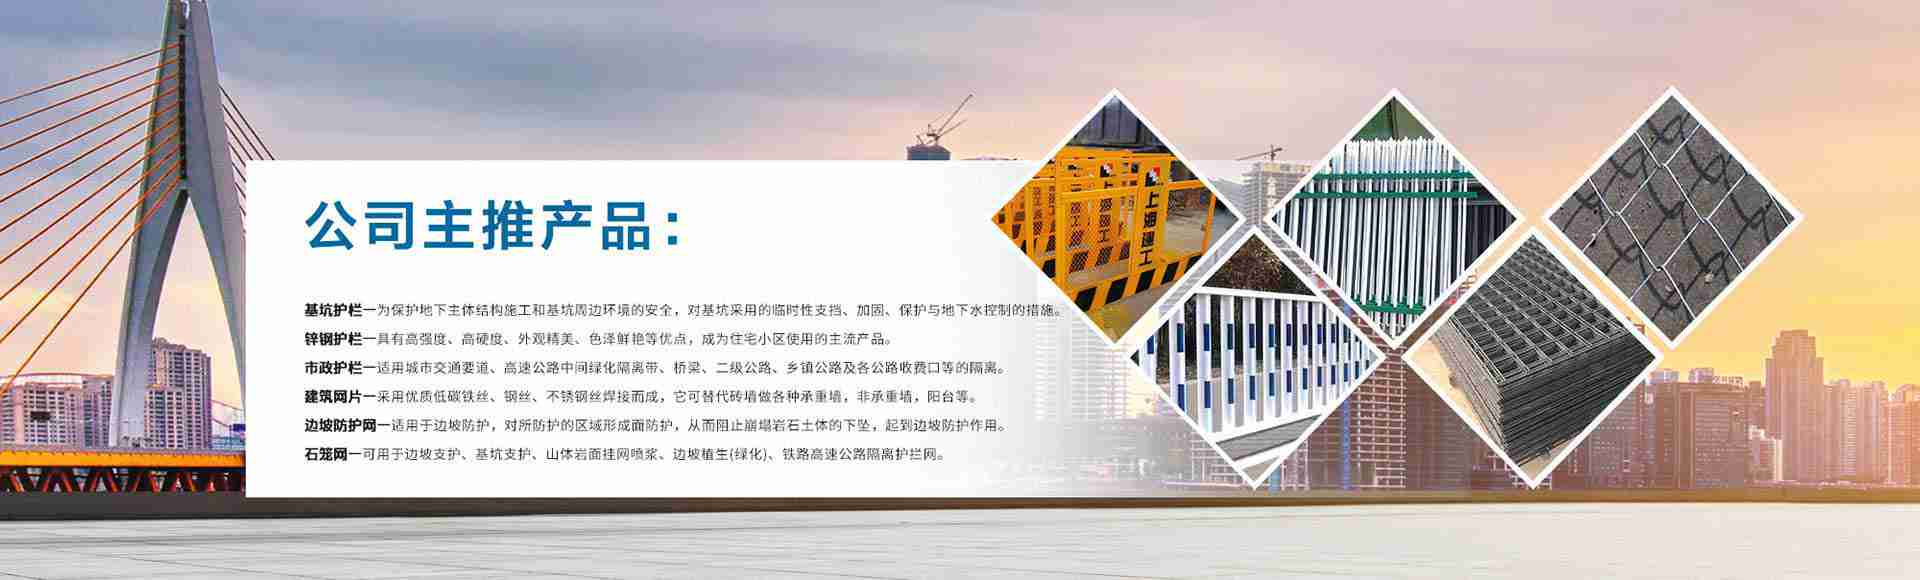 公司主推产品：
基坑护栏—为保护地下主体结构施工和基坑周边环境的安全，对基坑采用的临时性支挡、加固、保护与地下水控制的措施。
锌钢护栏—具有高强度、高硬度、外观精美、色泽鲜艳等优点，成为住宅小区使用的主流产品。
市政护栏—适用城市交通要道、高速公路中间绿化隔离带、桥梁、二级公路、乡镇公路及各公路收费口等的隔离。
建筑网片—采用优质低碳铁丝、钢丝、不锈钢丝焊接而成，它可替代砖墙做各种承重墙，非承重墙，阳台等。
边坡防护网—适用于边坡防护，对所防护的区域形成面防护，从而阻止崩塌岩石土体的下坠，起到边坡防护作用。
石笼网—可用于边坡支护、基坑支护、山体岩面挂网喷浆、边坡植生(绿化)、铁路高速公路隔离护拦网。
上海建工